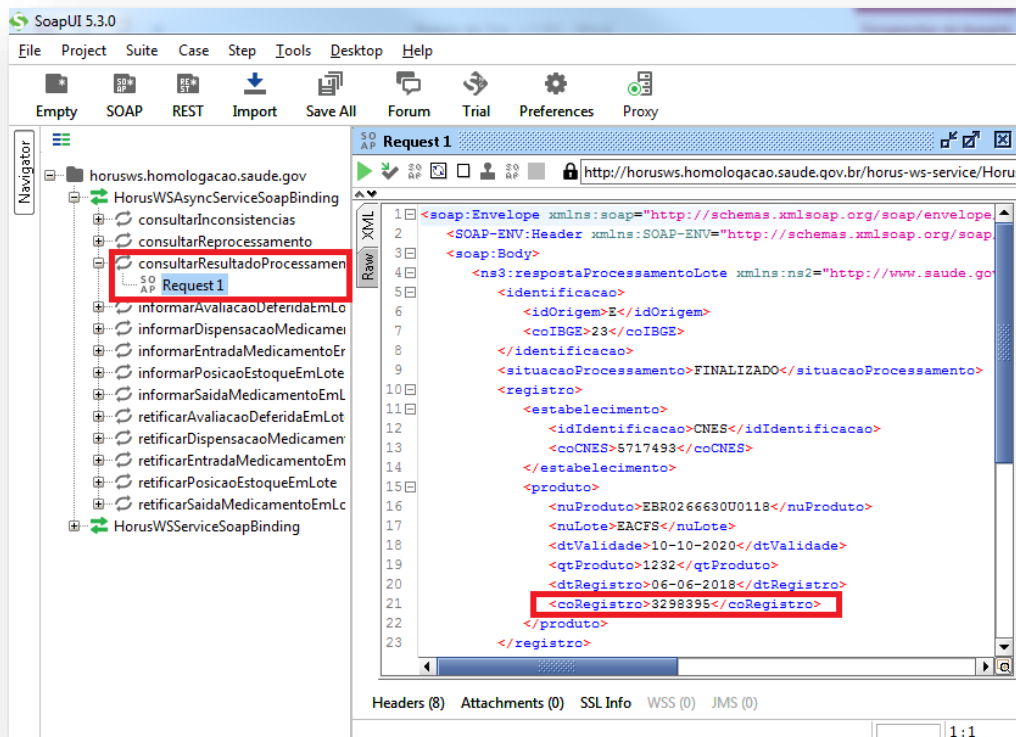 SoapUI 5.3.0
File Project Suite Case Step Tools Desktop Help
Empty SOAP REST Import Save All Forum Trial Preferences Proxy
Navigator
horusws.homologacao.saude.gov
HorusWSAsyncServiceSoapBinding
consultarInconsistencias
consultarReprocessamento
consultarResultadoProcessamen
SOAP Request 1
informarAvaliacaoDeferidaEmLo
informarDispensacaoMedicamen
informarEntradaMedicamentoEr
informarPosicaoEstoqueEmLote
informarSaidaMedicamentoEmL
retificarAvaliacaoDeferidaEmLot
retificarDispensacaoMedicamen
retificarEntradaMedicamentoEm
retificarPosicaoEstoqueEmLote
retificarSaidaMedicamentoEmLc
HorusWSServiceSoapBinding
SOAP Request 1
http://horusws.homologacao.saude.gov.br/horus-ws-service/Horu
XML
Raw
1 <soap:Envelope xmlns:soap="http://schemas.xmlsoap.org/soap/envelope/
2 <SOAP-ENV:Header xmlns:SOAP-ENV="http://schemas.xmlsoap.org/soap,
3 <soap:Body>
4 <ns3:respostaProcessamentoLote xmlns:ns2="http://www.saude.go
5 <identificacao>
6 <idOrigem>E</idOrigem>
7 <coIBGE>23</coIBGE>
8 </identificacao>
9 <situacaoProcessamento>FINALIZADO</situacaoProcessamento>
10 <registro>
11 <estabelecimento>
12 <idIdentificacao>CNES</idIdentificacao>
13 <coCNES>5717493</coCNES>
14 </estabelecimento>
15 <produto>
16 <nuProduto>EBR0266630U0118</nuProduto>
17 <nuLote>EACFS</nuLote>
18 <dtValidade>10-10-2020</dtValidade>
19 <qtProduto>1232</qtProduto>
20 <dtRegistro>06-06-2018</dtRegistro>
21 <coRegistro>3298395</coRegistro>
22 </produto>
23 </registro>
Headers (8) Attachments (0) SSL Info WSS (0) JMS (0)
1 : 1